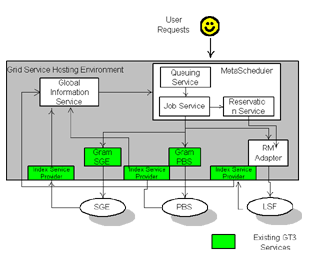 User
Requests
Grid Service Hosting Environment
MetaScheduler
Global
Information
Service
Queuing
Service
Job Service
Reservatio
n Service
Gram
SGE
Gram
PBS
RM
Adapter
Index Service
Provider
Index Service
Provider
Index Service
Provider
SGE
PBS
LSF
Existing GT3
Services